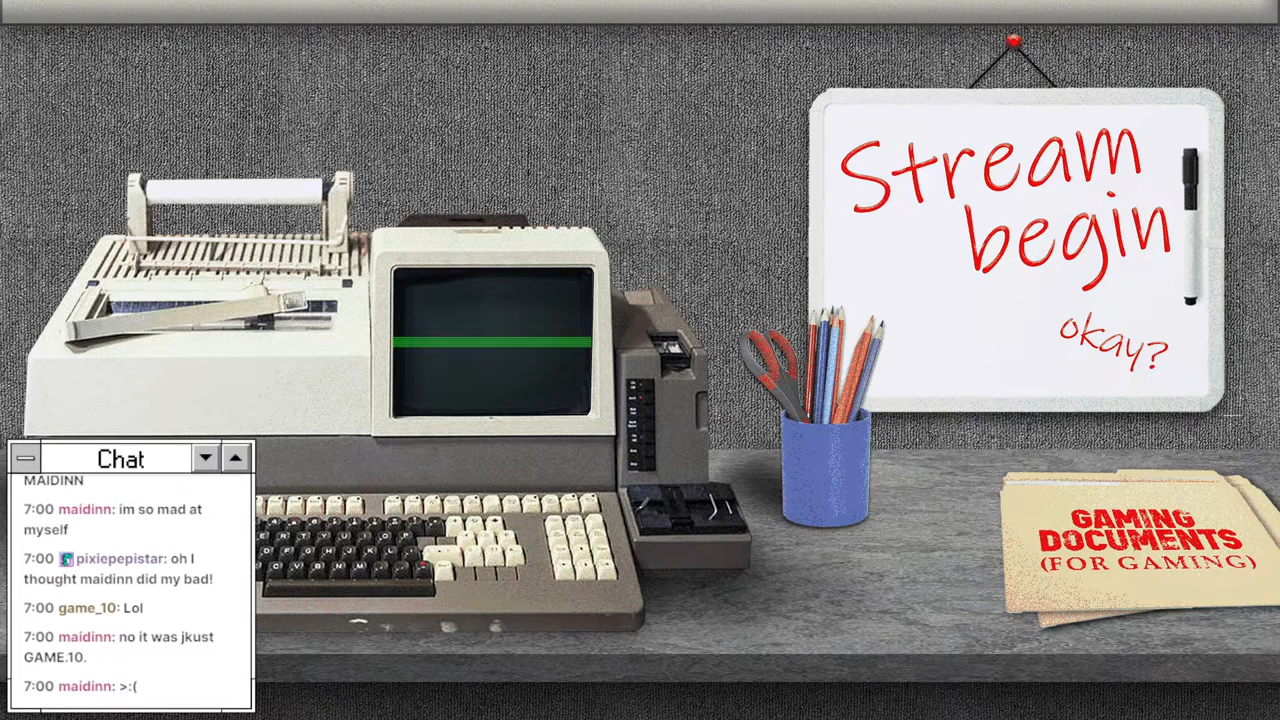 Stream
begin
okay?
GAMING
DOCUMENTS
(FOR GAMING)
Chat
MAIDINN
7:00 maidinn: im so mad at
myself
7:00 pixiepepistar: oh I
thought maidinn did my bad!
7:00 game_10: Lol
7:00 maidinn: no it was jkust
GAME.10.
7:00 maidinn: >:(